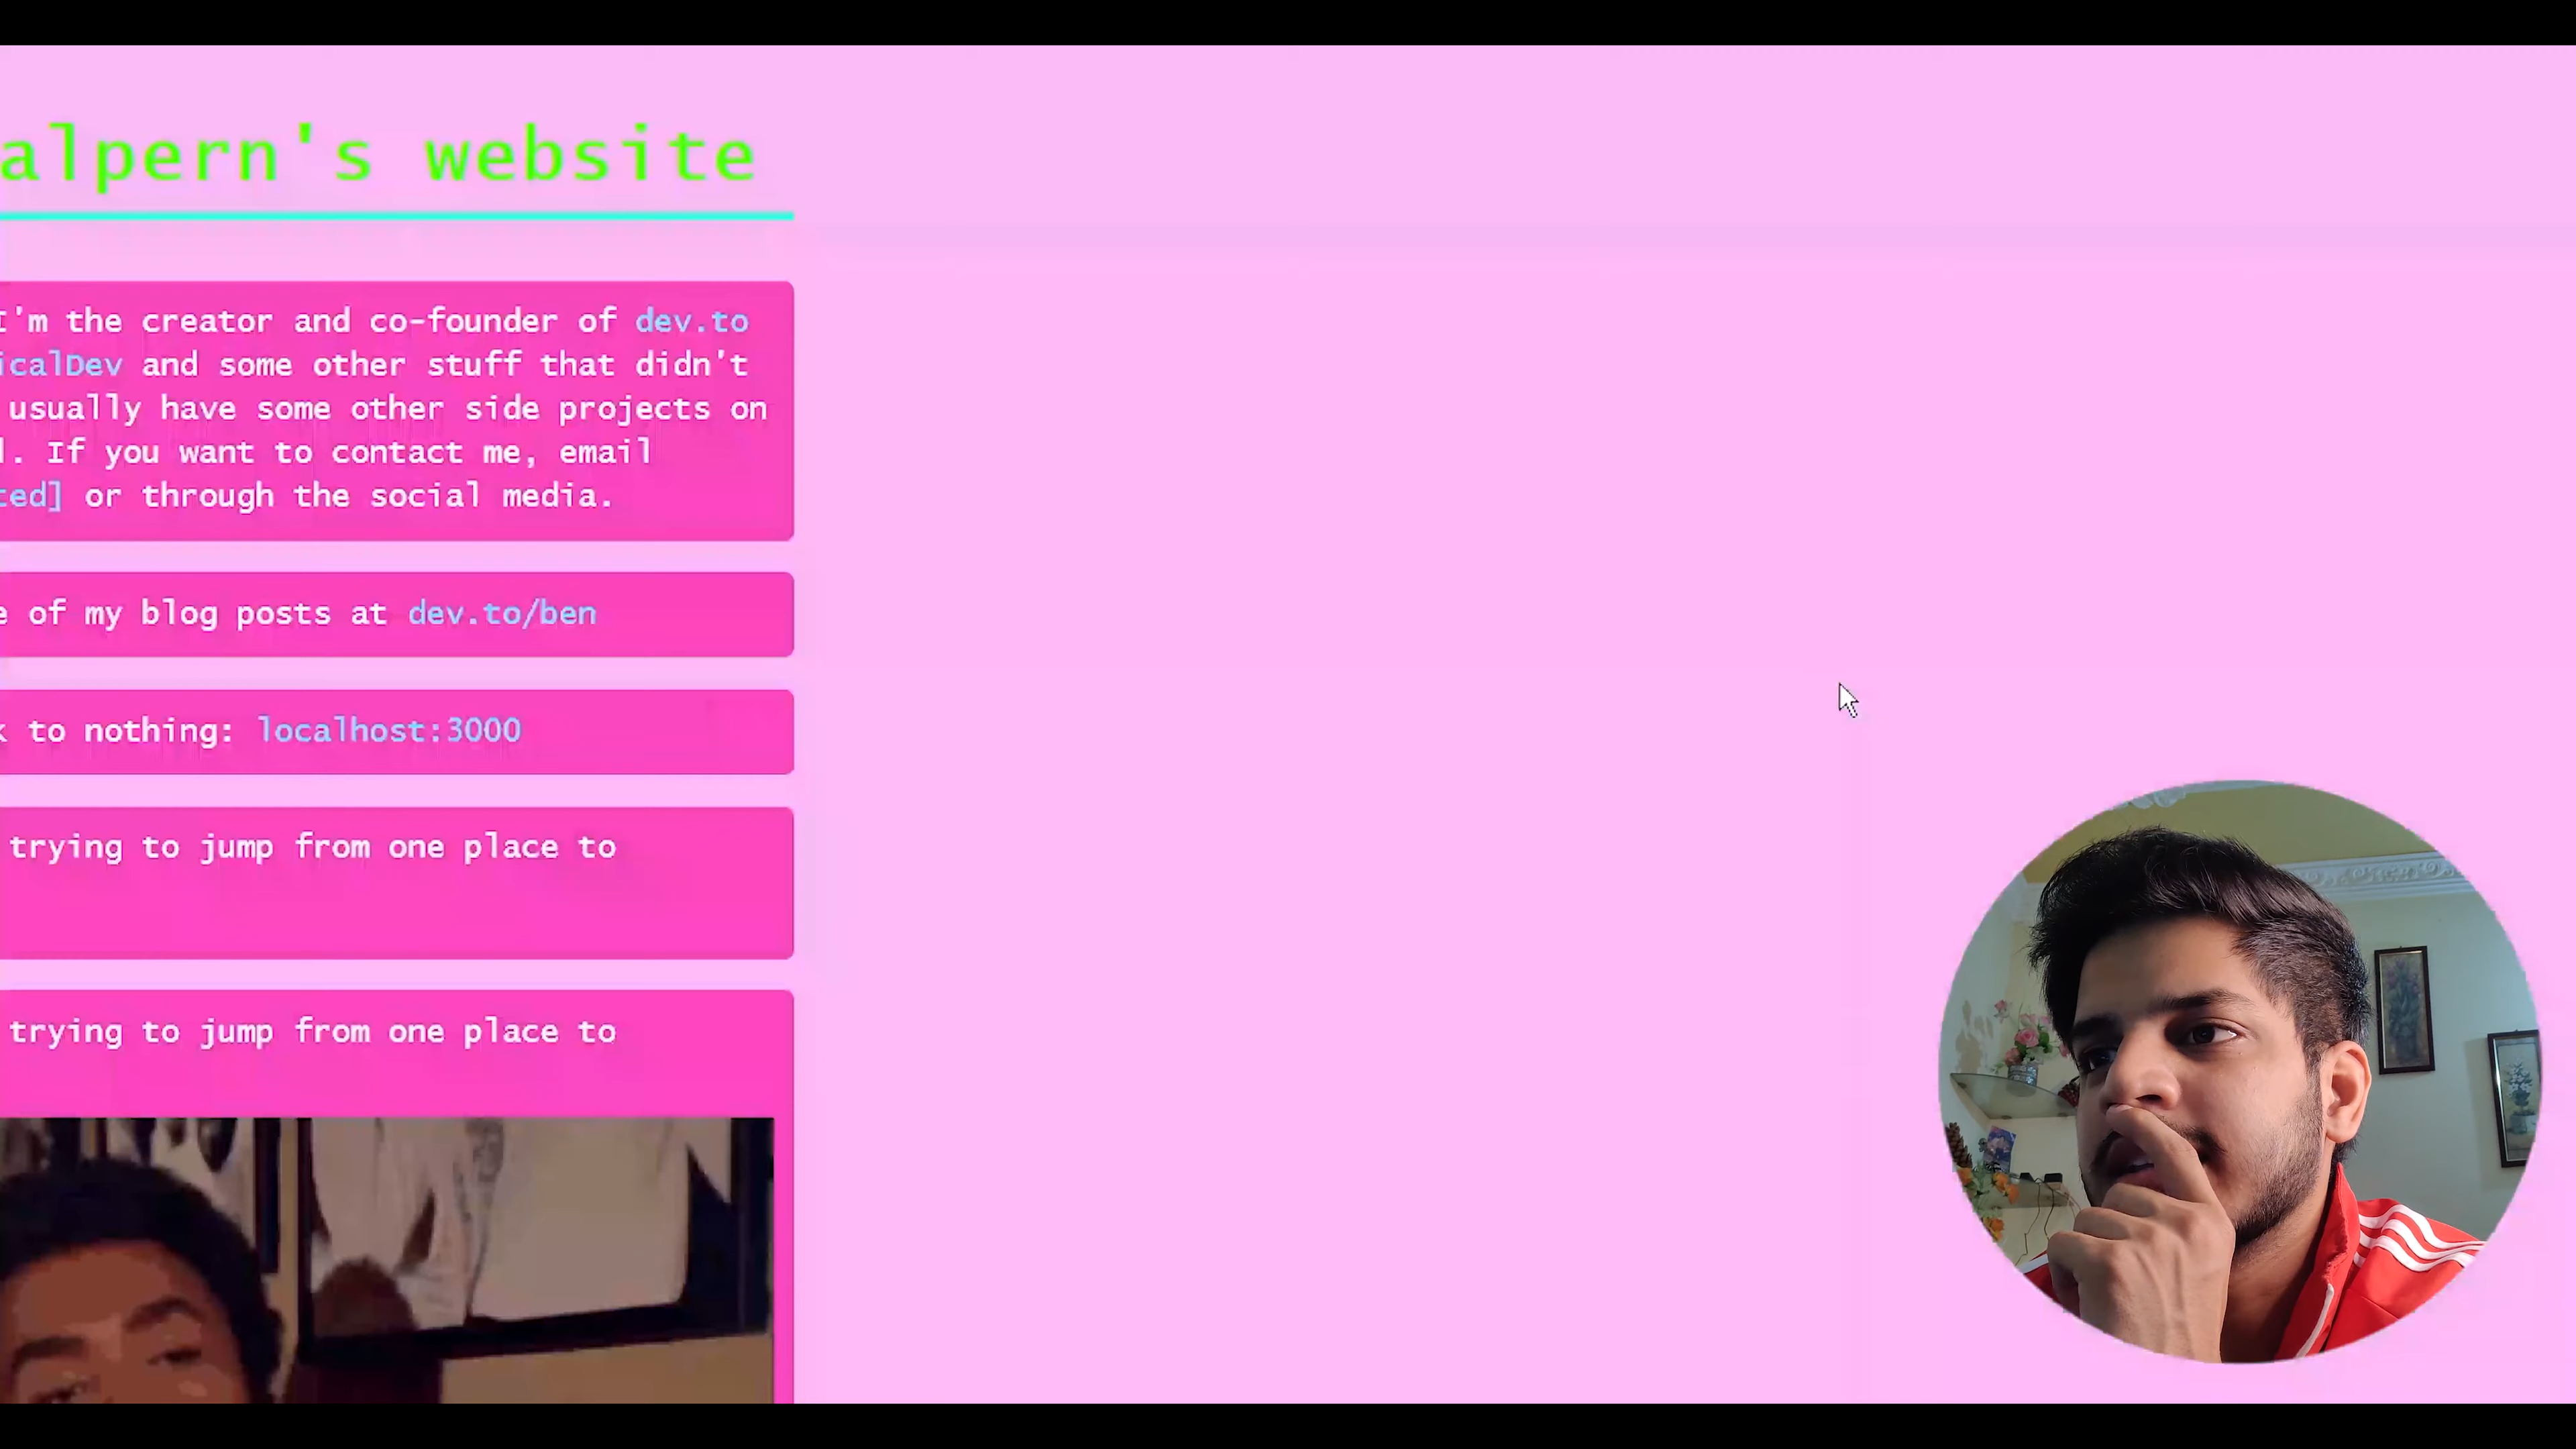 alpern's website
I'm the creator and co-founder of dev.to
icalDev and some other stuff that didn't
usually have some other side projects on
. If you want to contact me, email
ted] or through the social media.
e of my blog posts at dev.to/ben
k to nothing: localhost:3000
trying to jump from one place to
trying to jump from one place to